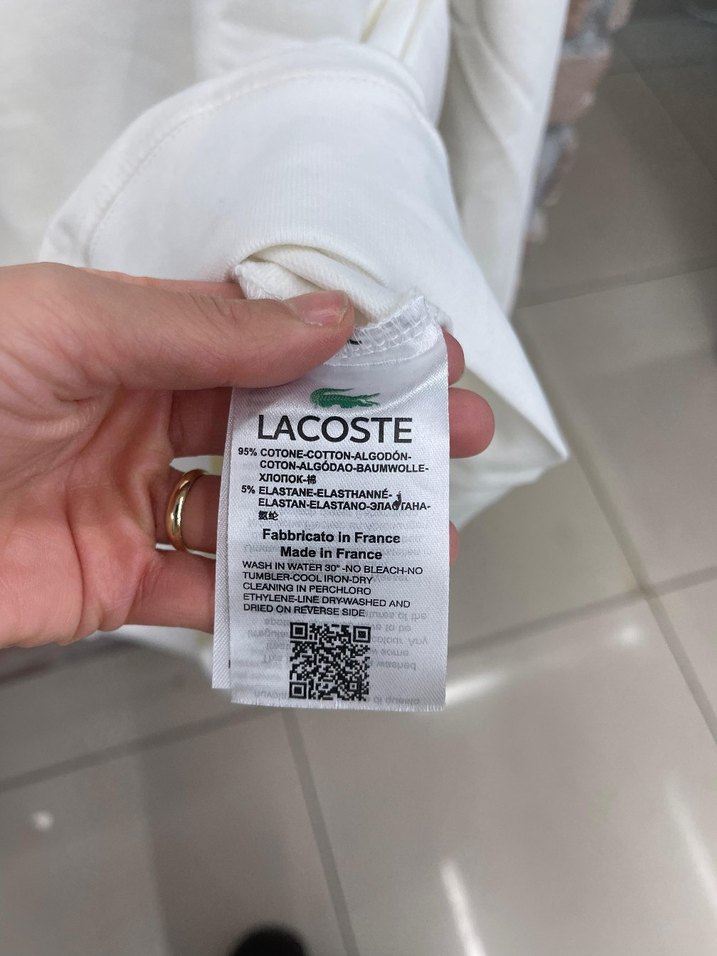 LACOSTE
95% COTONE-COTTON-ALGODÓN-
COTON-ALGÓDAO-BAUMWOLLE-
ХЛОПОК-棉
5% ELASTANE-ELASTHANNÉ-
ELASTAN-ELASTANO-ЭЛАСТАНА-
氨纶
Fabbricato in France
Made in France
WASH IN WATER 30°-NO BLEACH-NO
TUMBLER-COOL IRON-DRY
CLEANING IN PERCHLORO
ETHYLENE-LINE DRY-WASHED AND
DRIED ON REVERSE SIDE